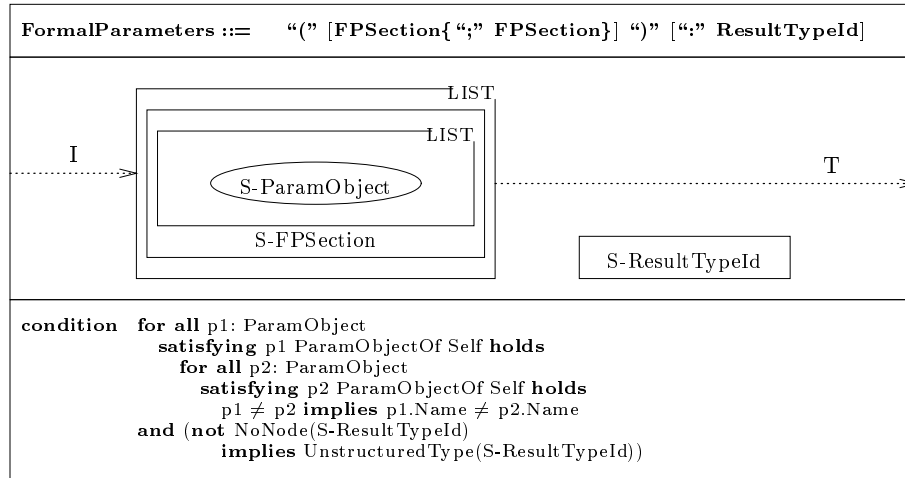 FormalParameters ::= “(” [FPSection{“;” FPSection}] “)” [“:” ResultTypeId]
LIST
LIST
I
T
S-ParamObject
S-FPSection
S-ResultTypeId
condition for all p1: ParamObject
satisfying p1 ParamObjectOf Self holds
for all p2: ParamObject
satisfying p2 ParamObjectOf Self holds
p1 ≠ p2 implies p1.Name ≠ p2.Name
and (not NoNode(S-ResultTypeId)
implies UnstructuredType(S-ResultTypeId))